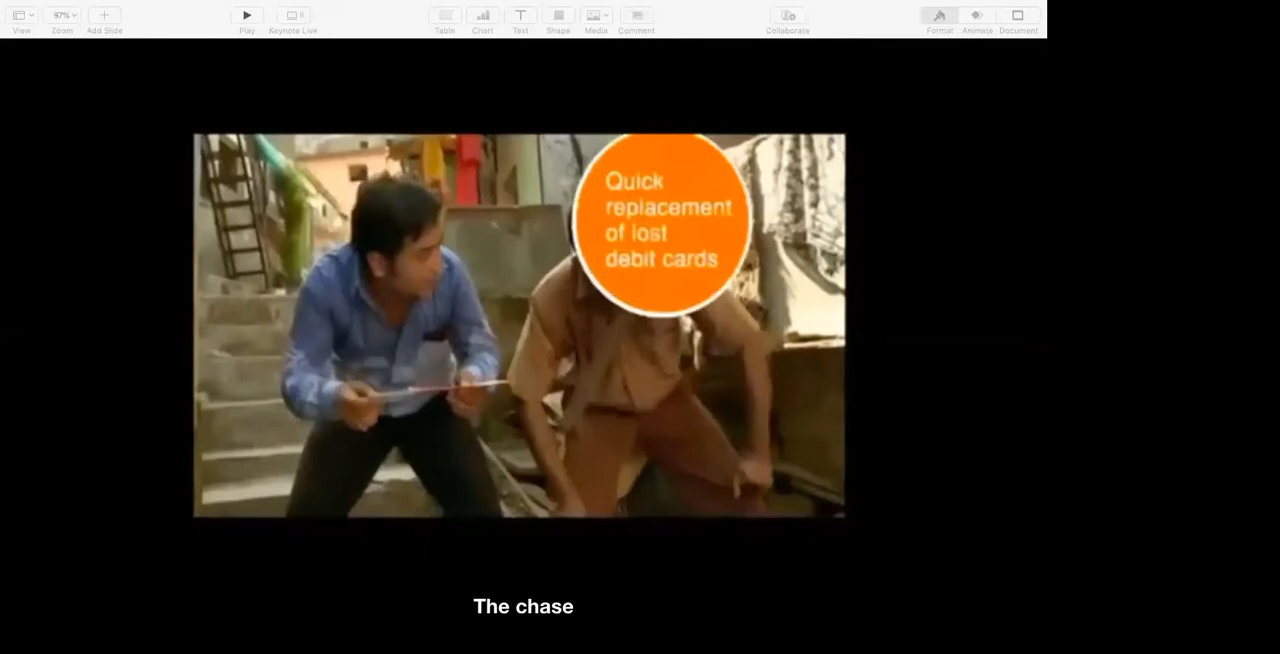 View
97%
Zoom
Add Slide
Play
Keynote Live
Table
Chart
Text
Shape
Media
Comment
Collaborate
Format
Animate
Document
Quick
replacement
of lost
debit cards
The chase